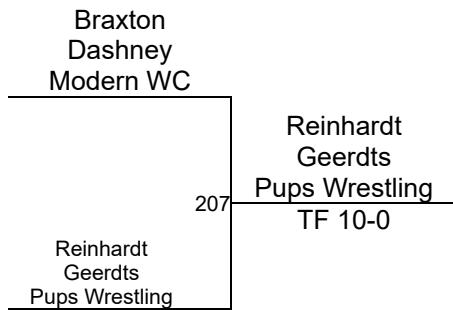 Braxton
Dashney
Modern WC
Reinhardt
Geerdts
Pups Wrestling
207
TF 10-0
Reinhardt
Geerdts
Pups Wrestling